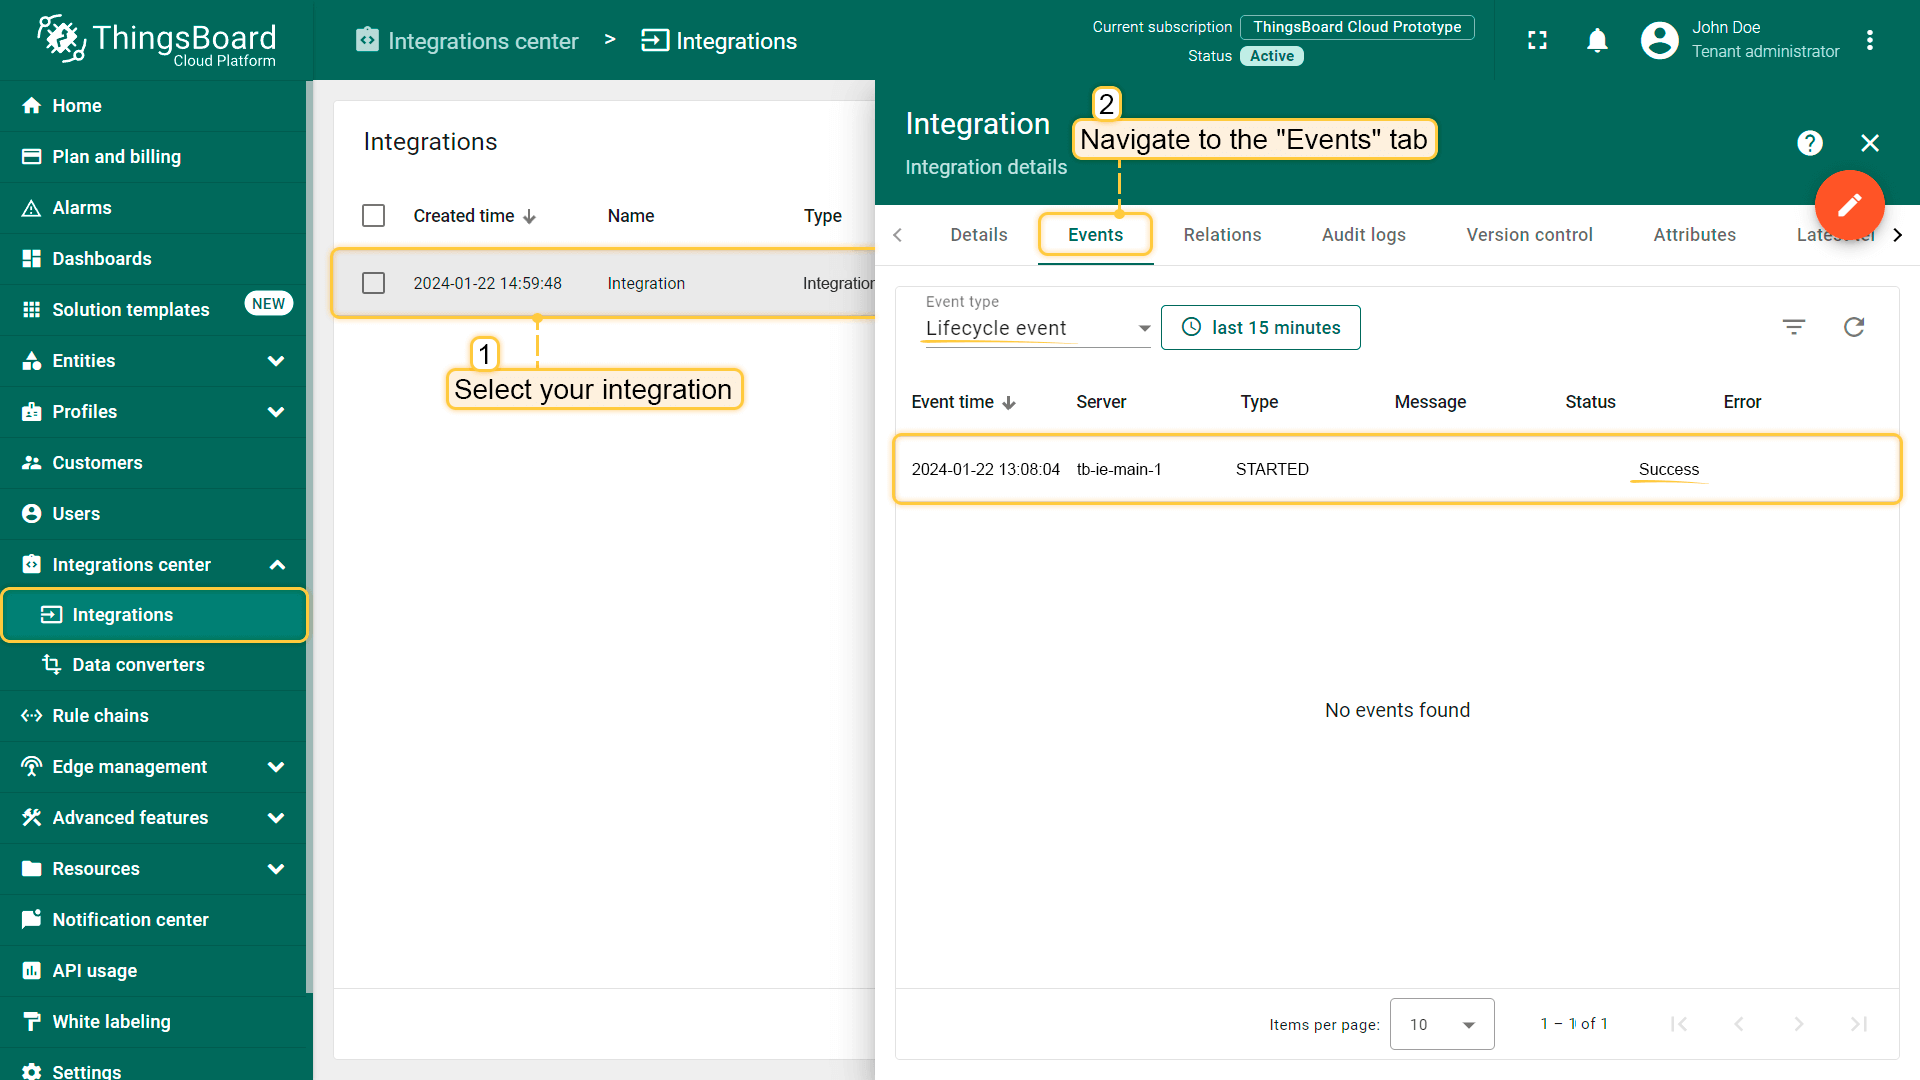 ThingsBoard
Cloud Platform
Integrations center > Integrations
Current subscription ThingsBoard Cloud Prototype
Status Active
John Doe
Tenant administrator
Home
Plan and billing
Alarms
Dashboards
Solution templates NEW
Entities
Profiles
Customers
Users
Integrations center
Integrations
Data converters
Rule chains
Edge management
Advanced features
Resources
Notification center
API usage
White labeling
Settings
Integrations
Created time Name Type
2024-01-22 14:59:48 Integration Integration
1
Select your integration
Integration
Integration details
2
Navigate to the "Events" tab
Details Events Relations Audit logs Version control Attributes
Event type
Lifecycle event
last 15 minutes
Event time Server Type Message Status Error
2024-01-22 13:08:04 tb-ie-main-1 STARTED Success
No events found
Items per page: 10 1 – 1 of 1